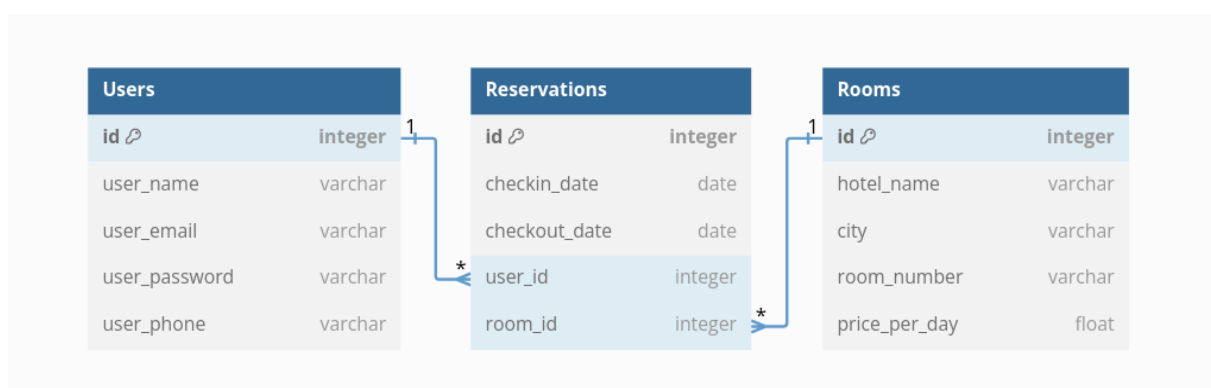 Users
id integer
user_name varchar
user_email varchar
user_password varchar
user_phone varchar
1
*
Reservations
id integer
checkin_date date
checkout_date date
user_id integer
room_id integer
1
*
Rooms
id integer
hotel_name varchar
city varchar
room_number varchar
price_per_day float